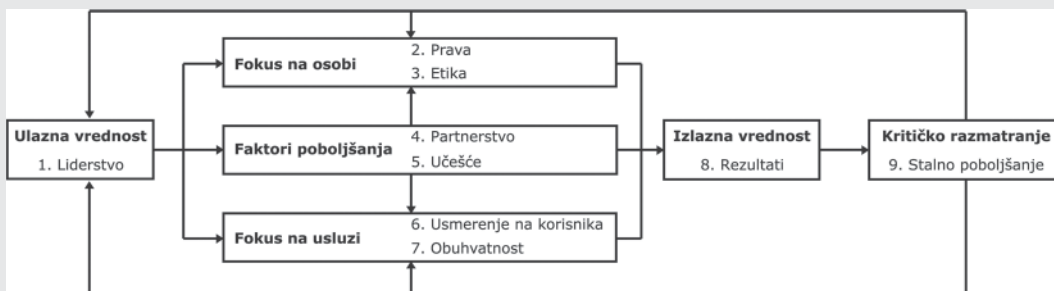 Ulazna vrednost
1. Liderstvo
Fokus na osobi
2. Prava
3. Etika
Faktori poboljšanja
4. Partnerstvo
5. Učešće
Fokus na usluzi
6. Usmerenje na korisnika
7. Obuhvatnost
Izlazna vrednost
8. Rezultati
Kritičko razmatranje
9. Stalno poboljšanje